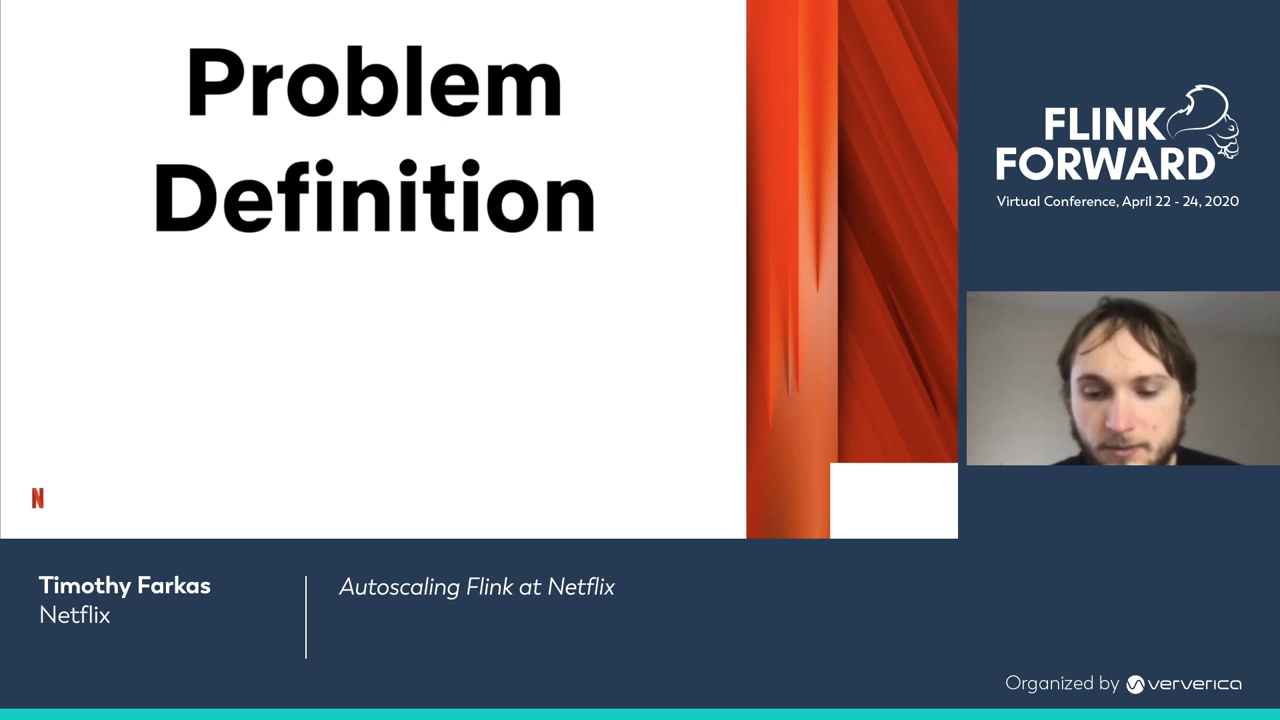 Problem
Definition
N
FLINK
FORWARD
Virtual Conference, April 22 - 24, 2020
Timothy Farkas
Netflix
Autoscaling Flink at Netflix
Organized by ververica